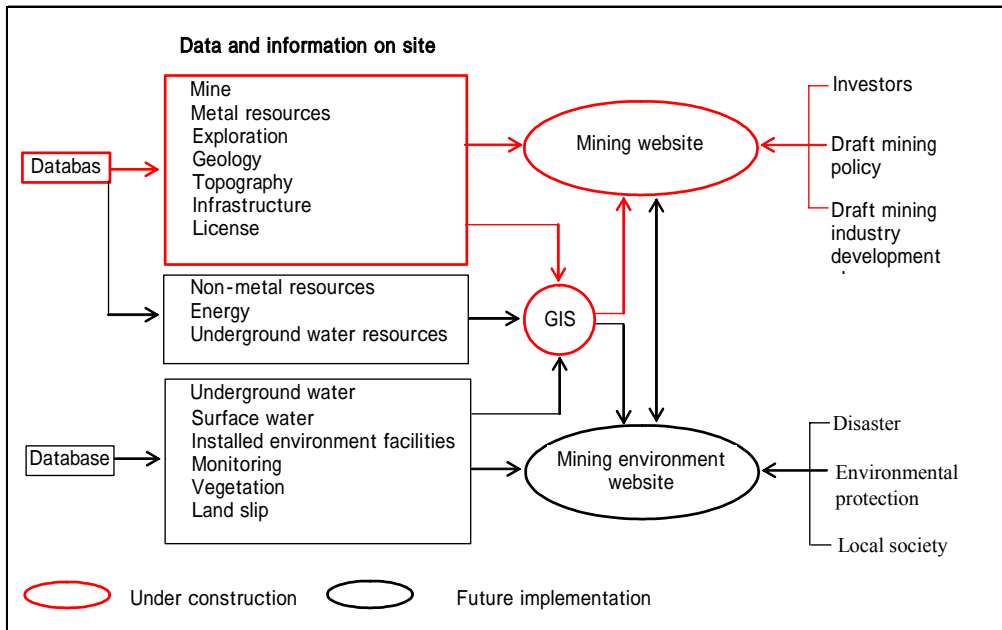 Data and information on site
Databas
Mine
Metal resources
Exploration
Geology
Topography
Infrastructure
License
Mining website
Investors
Draft mining
policy
Draft mining
industry
development
Non-metal resources
Energy
Underground water resources
GIS
Database
Underground water
Surface water
Installed environment facilities
Monitoring
Vegetation
Land slip
Mining environment
website
Disaster
Environmental
protection
Local society
Under construction
Future implementation